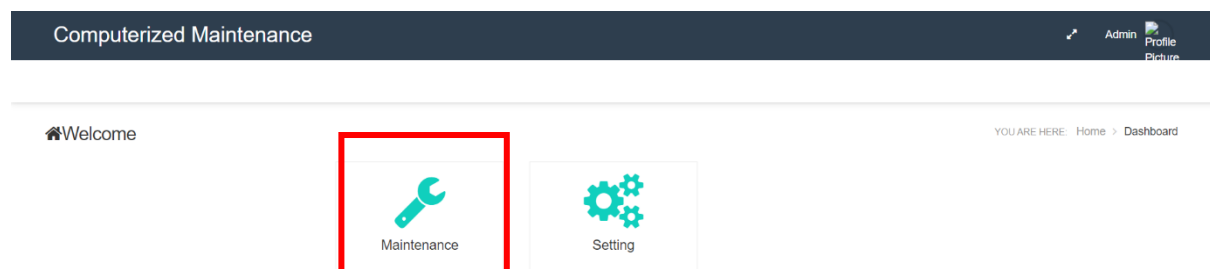 Computerized Maintenance
Admin
Profile
Picture
Welcome
YOU ARE HERE: Home > Dashboard
Maintenance
Setting